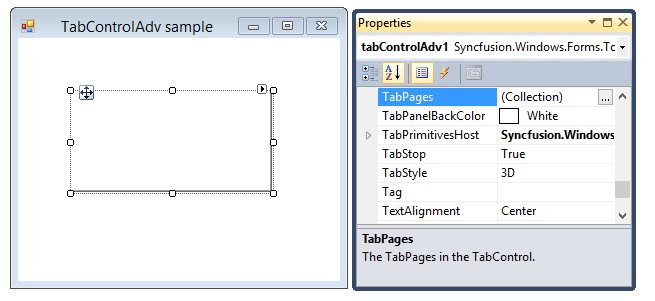 TabControlAdv sample
Properties
tabControlAdv1 Syncfusion.Windows.Forms.To
TabPages (Collection) ...
TabPanelBackColor White
TabPrimitivesHost Syncfusion.Windows
TabStop True
TabStyle 3D
Tag
TextAlignment Center
TabPages
The TabPages in the TabControl.